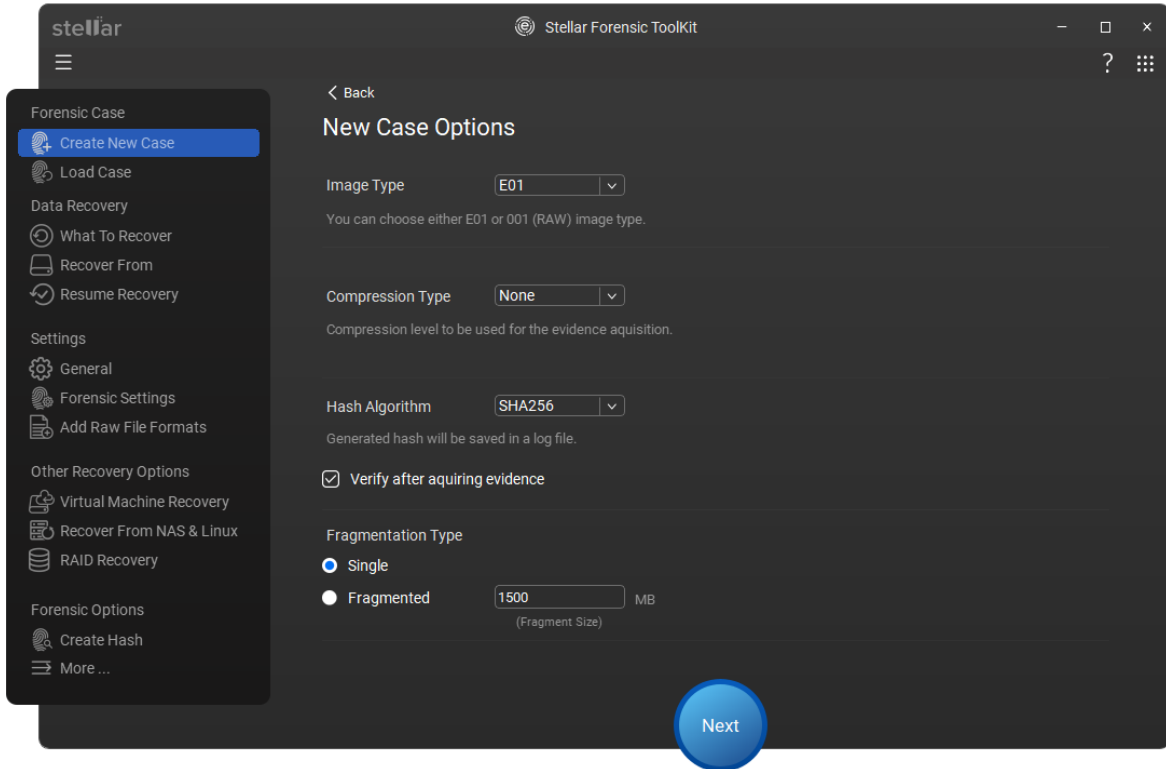 stellar
Stellar Forensic ToolKit
?
Forensic Case
Create New Case
Load Case
Data Recovery
What To Recover
Recover From
Resume Recovery
Settings
General
Forensic Settings
Add Raw File Formats
Other Recovery Options
Virtual Machine Recovery
Recover From NAS & Linux
RAID Recovery
Forensic Options
Create Hash
More ...
Back
New Case Options
Image Type E01
You can choose either E01 or 001 (RAW) image type.
Compression Type None
Compression level to be used for the evidence aquisition.
Hash Algorithm SHA256
Generated hash will be saved in a log file.
Verify after aquiring evidence
Fragmentation Type
Single
Fragmented 1500 MB
(Fragment Size)
Next